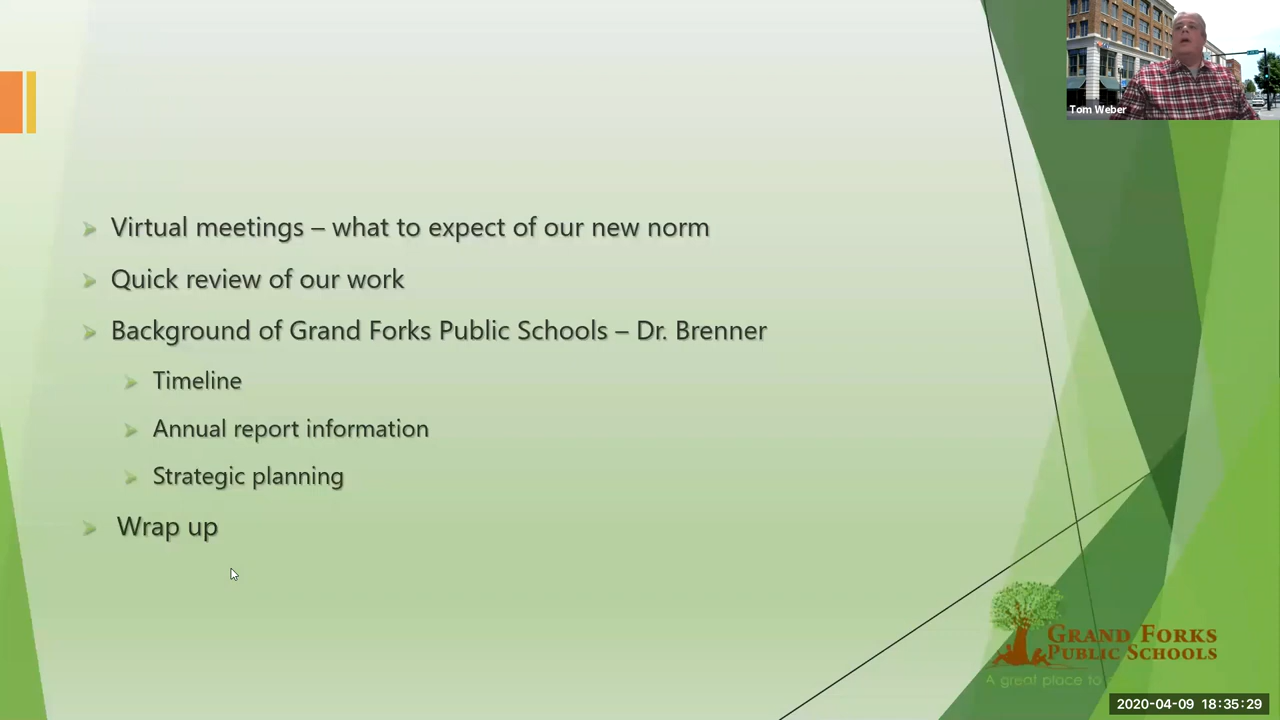 Tom Weber
Virtual meetings – what to expect of our new norm
Quick review of our work
Background of Grand Forks Public Schools – Dr. Brenner
Timeline
Annual report information
Strategic planning
Wrap up
GRAND FORKS
PUBLIC SCHOOLS
A great place to
2020-04-09 18:35:29